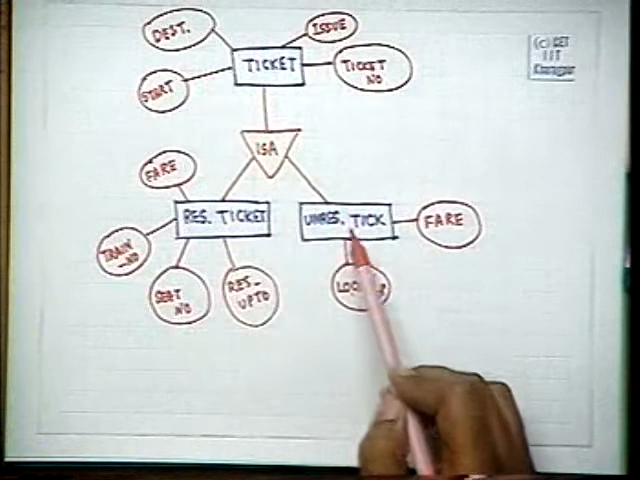 DEST.
ISSUE
TICKET
TICKET
NO
START
(C) CET
IIT
Kharagpur
ISA
FARE
RES. TICKET
UNRES. TICK
FARE
TRAIN
_NO
SEAT
NO
RES_
UPTO